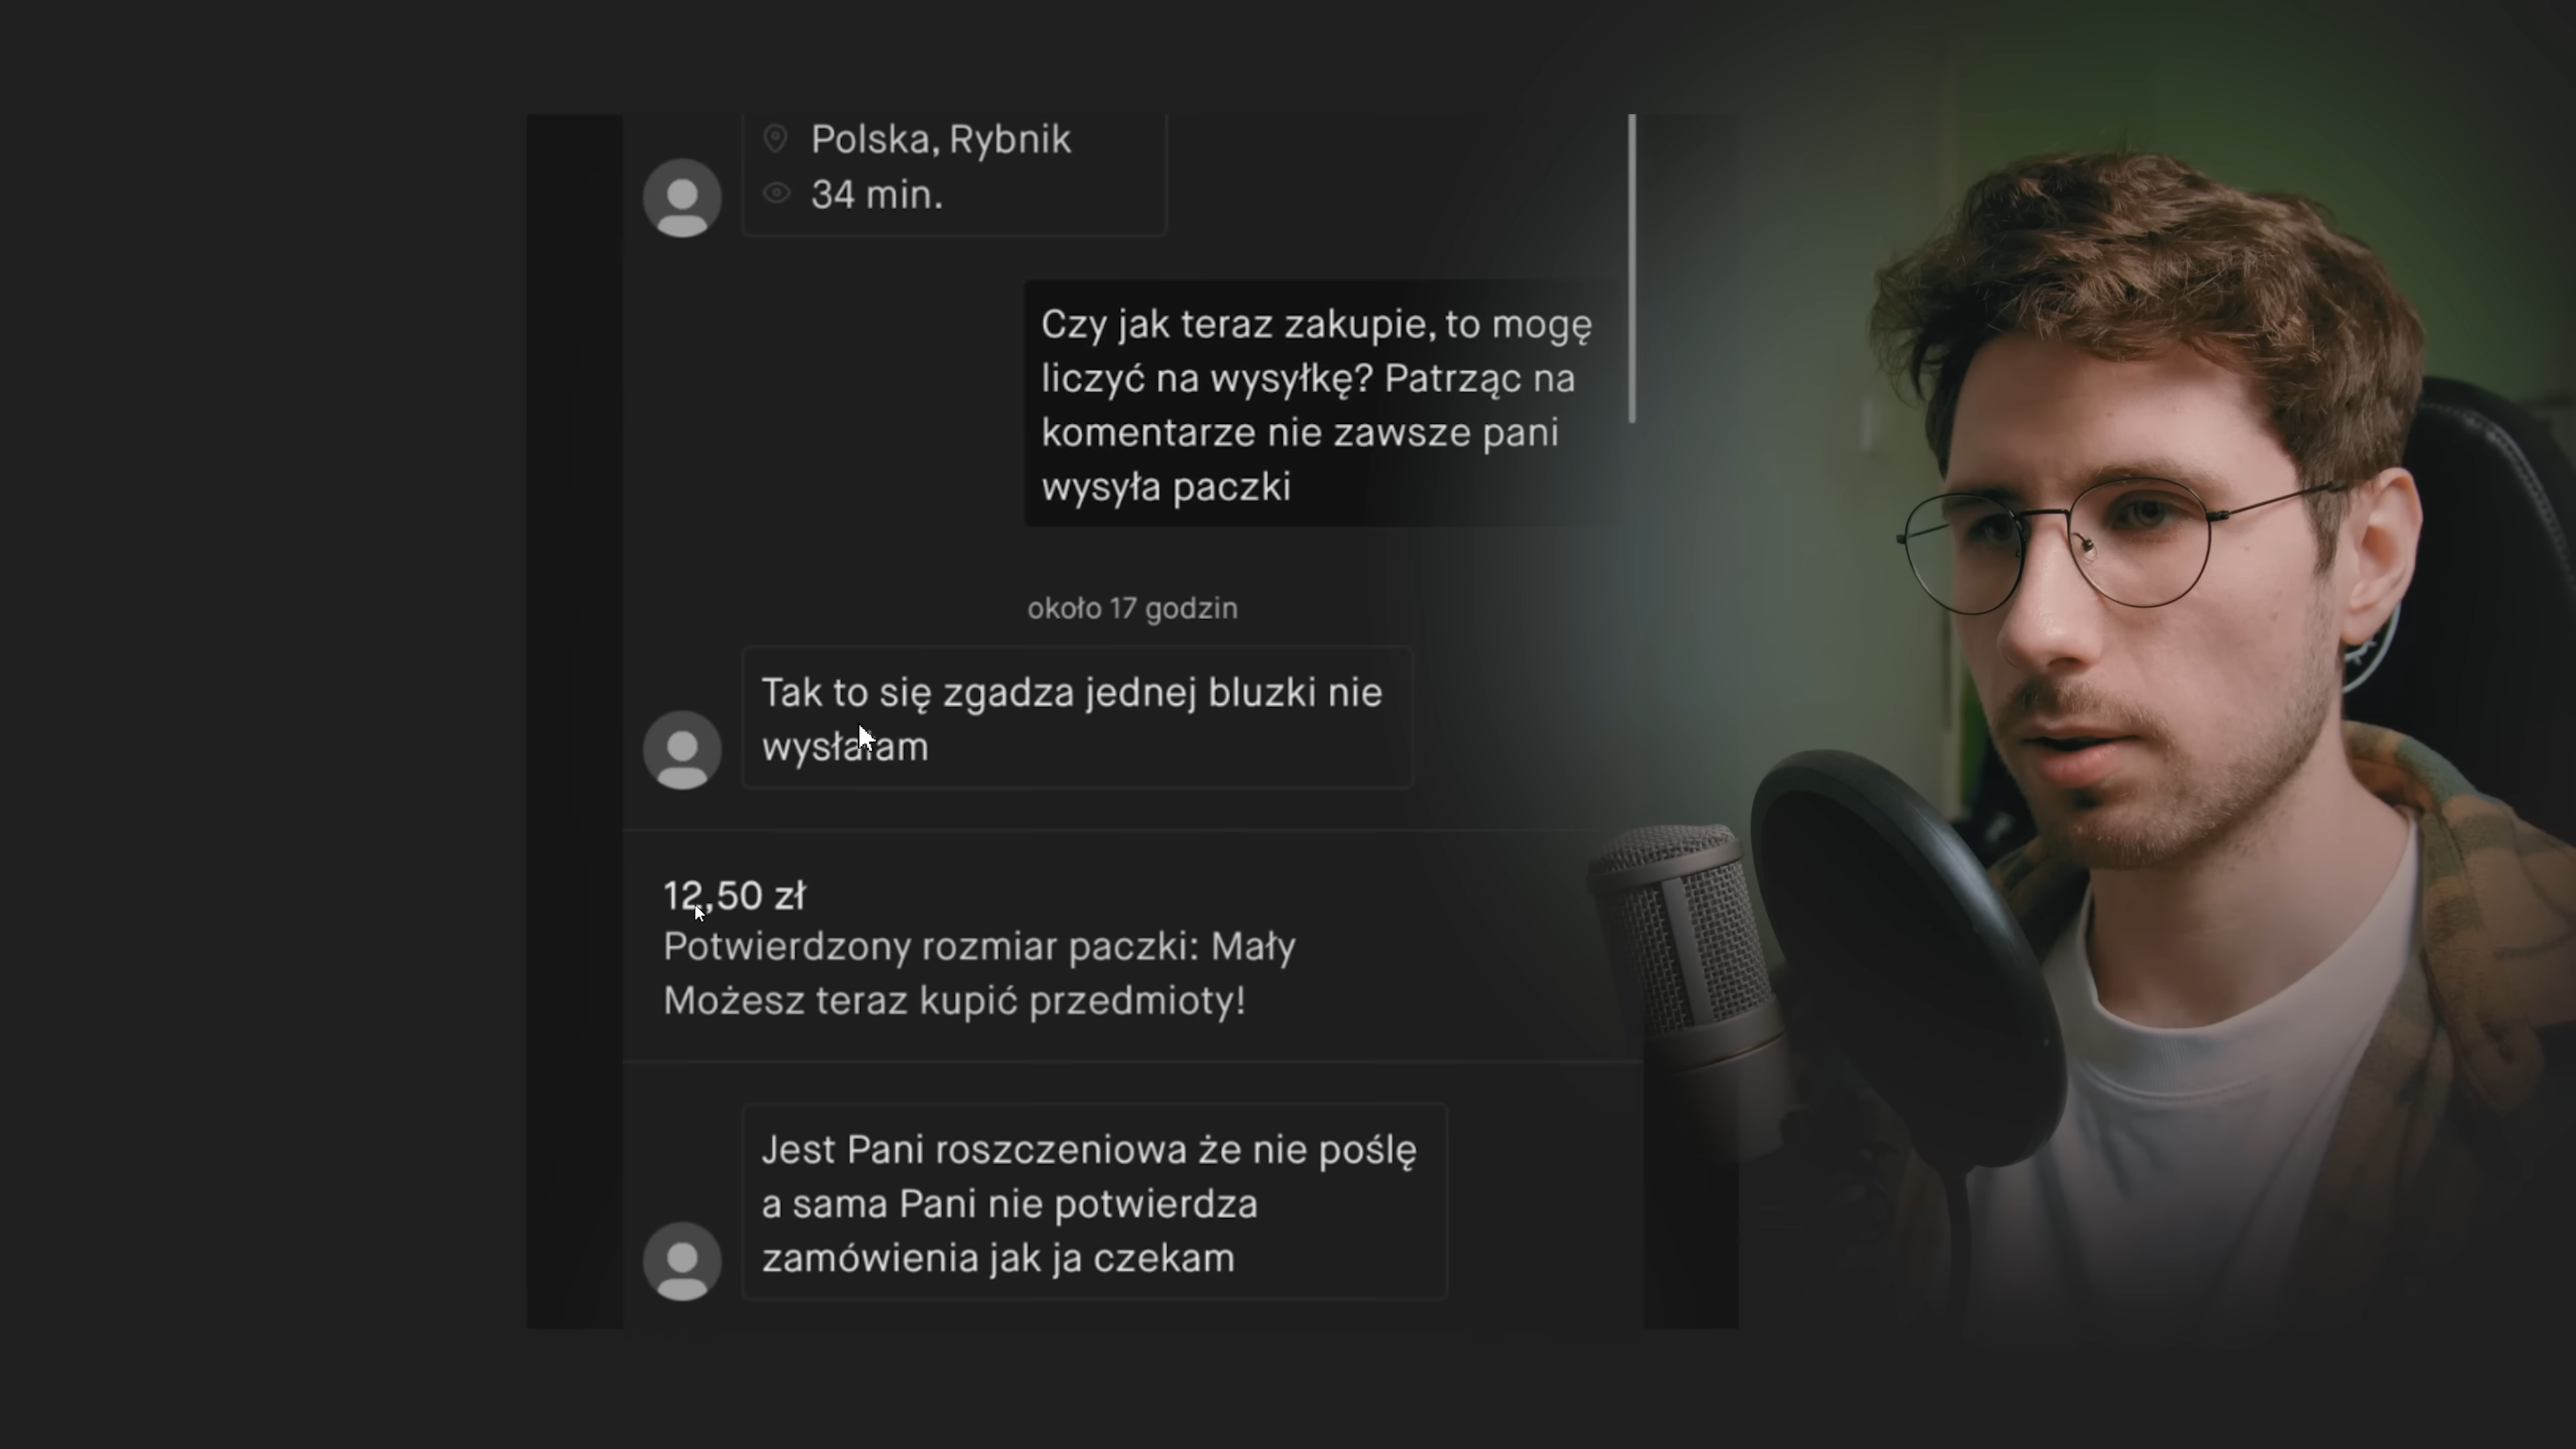 Polska, Rybnik
34 min.
Czy jak teraz zakupie, to mogę
liczyć na wysyłkę? Patrząc na
komentarze nie zawsze pani
wysyła paczki
około 17 godzin
Tak to się zgadza jednej bluzki nie
wysłałam
12,50 zł
Potwierdzony rozmiar paczki: Mały
Możesz teraz kupić przedmioty!
Jest Pani roszczeniowa że nie poślę
a sama Pani nie potwierdza
zamówienia jak ja czekam